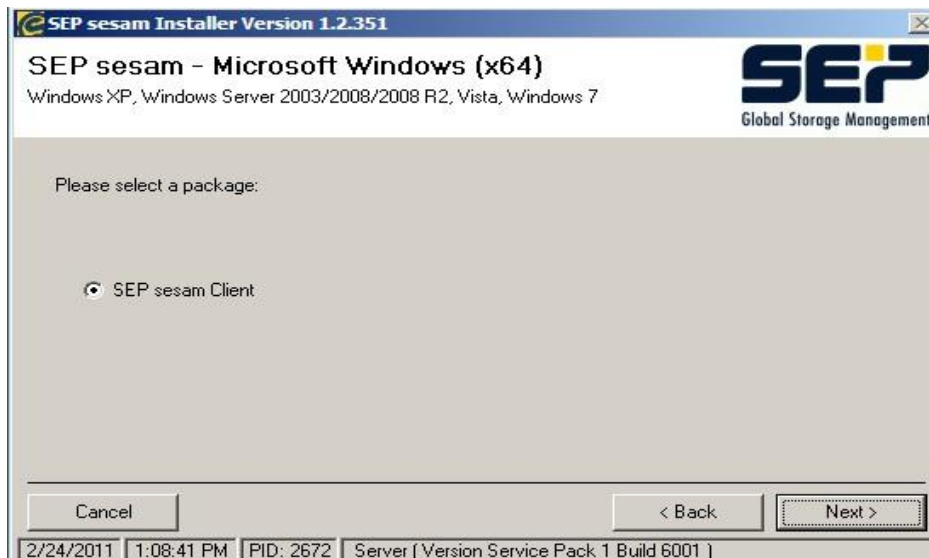 SEP sesam Installer Version 1.2.351
SEP sesam - Microsoft Windows (x64)
Windows XP, Windows Server 2003/2008/2008 R2, Vista, Windows 7
SEP
Global Storage Management
Please select a package:
SEP sesam Client
Cancel
< Back
Next >
2/24/2011 1:08:41 PM PID: 2672 Server ( Version Service Pack 1 Build 6001 )